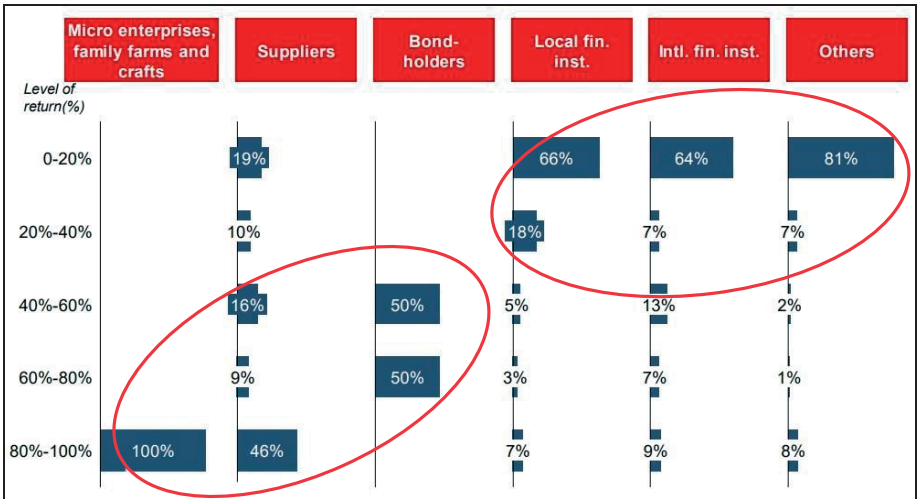 Micro enterprises,
family farms and
crafts
Suppliers
Bond-
holders
Local fin.
inst.
Intl. fin. inst.
Others
Level of
return(%)
0-20%
19%
66%
64%
81%
20%-40%
10%
18%
7%
7%
40%-60%
16%
50%
5%
13%
2%
60%-80%
9%
50%
3%
7%
1%
80%-100%
100%
46%
7%
9%
8%